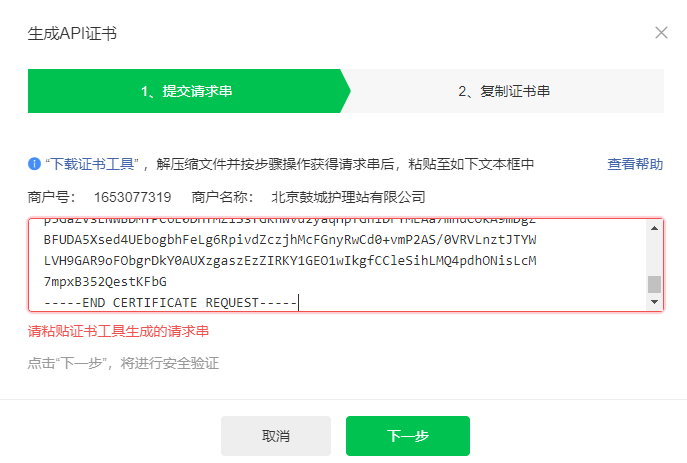 生成API证书
1、提交请求串
2、复制证书串
“下载证书工具”，解压缩文件并按步骤操作获得请求串后，粘贴至如下文本框中
查看帮助
商户号： 1653077319 商户名称： 北京鼓城护理站有限公司
BFUDA5Xsed4UEbogbhFeLg6RpivdZczjhMcFGnyRwCd0+vmP2AS/0VRVLnztJTYW
LVH9GAR9oFObgrDkY0AUXzgaszEzZIRKY1GEO1wIkgfCCleSihLMQ4pdhONisLcM
7mpxB352QestKFbG
-----END CERTIFICATE REQUEST-----
请粘贴证书工具生成的请求串
点击“下一步”，将进行安全验证
取消
下一步